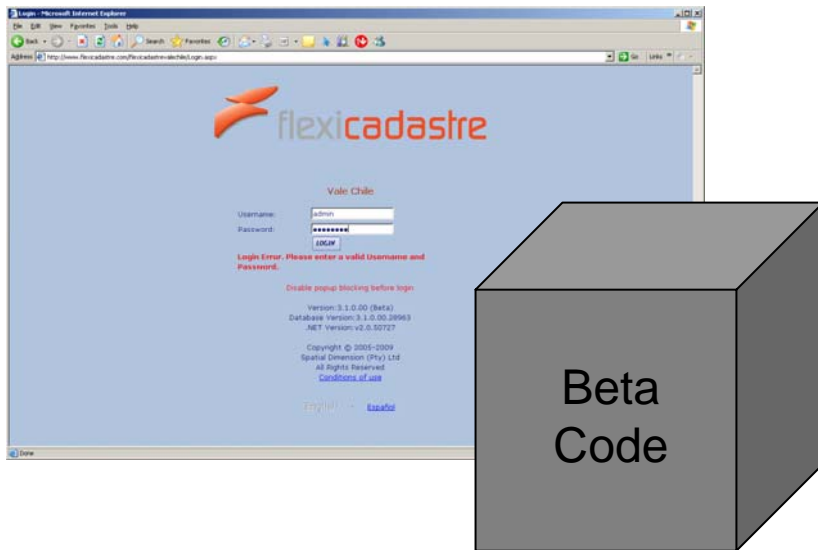 Login - Microsoft Internet Explorer
File Edit View Favorites Tools Help
Back Search Favorites
Address http://www.flexicadastre.com/flexicadastrevalechile/Login.aspx Go Links
flexicadastre
Vale Chile
Username: admin
Password: ••••••••
LOGIN
Login Error. Please enter a valid Username and
Password.
Disable popup blocking before login
Version:3.1.0.00 (Beta)
Database Version:3.1.0.00.28963
.NET Version:v2.0.50727
Copyright © 2005-2009
Spatial Dimension (Pty) Ltd
All Rights Reserved
Conditions of use
English Español
Done
Beta
Code